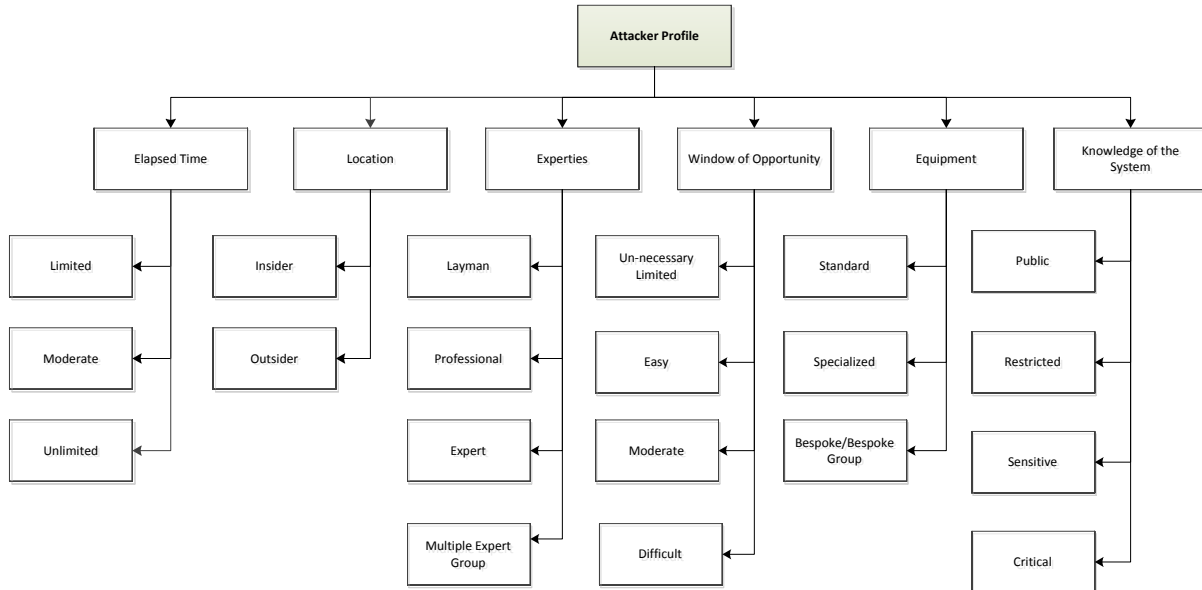 Attacker Profile
Elapsed Time
Location
Experties
Window of Opportunity
Equipment
Knowledge of the
System
Limited
Moderate
Unlimited
Insider
Outsider
Layman
Professional
Expert
Multiple Expert
Group
Un-necessary
Limited
Easy
Moderate
Difficult
Standard
Specialized
Bespoke/Bespoke
Group
Public
Restricted
Sensitive
Critical